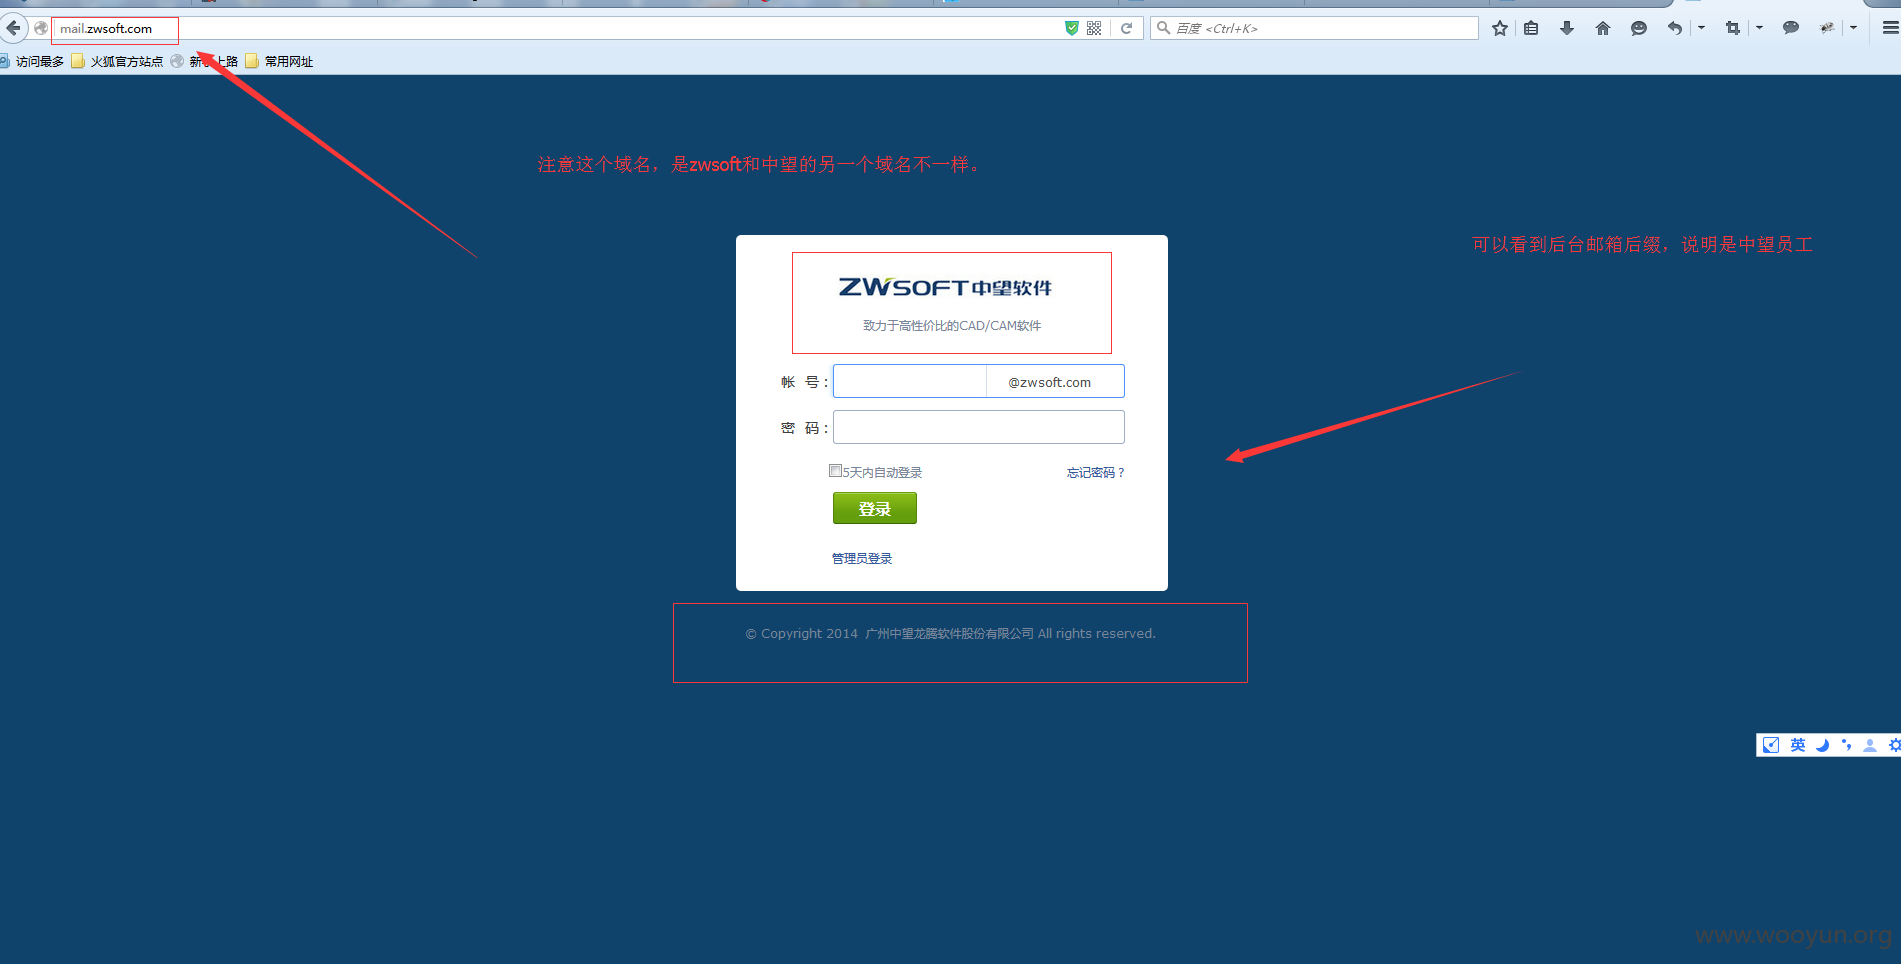 mail.zwsoft.com
百度 <Ctrl+K>
访问最多 火狐官方站点 新手上路 常用网址
注意这个域名，是zwsoft和中望的另一个域名不一样。
可以看到后台邮箱后缀，说明是中望员工
ZWSOFT中望软件
致力于高性价比的CAD/CAM软件
帐 号： @zwsoft.com
密 码：
5天内自动登录 忘记密码？
登录
管理员登录
© Copyright 2014 广州中望龙腾软件股份有限公司 All rights reserved.
英
www.wooyun.org